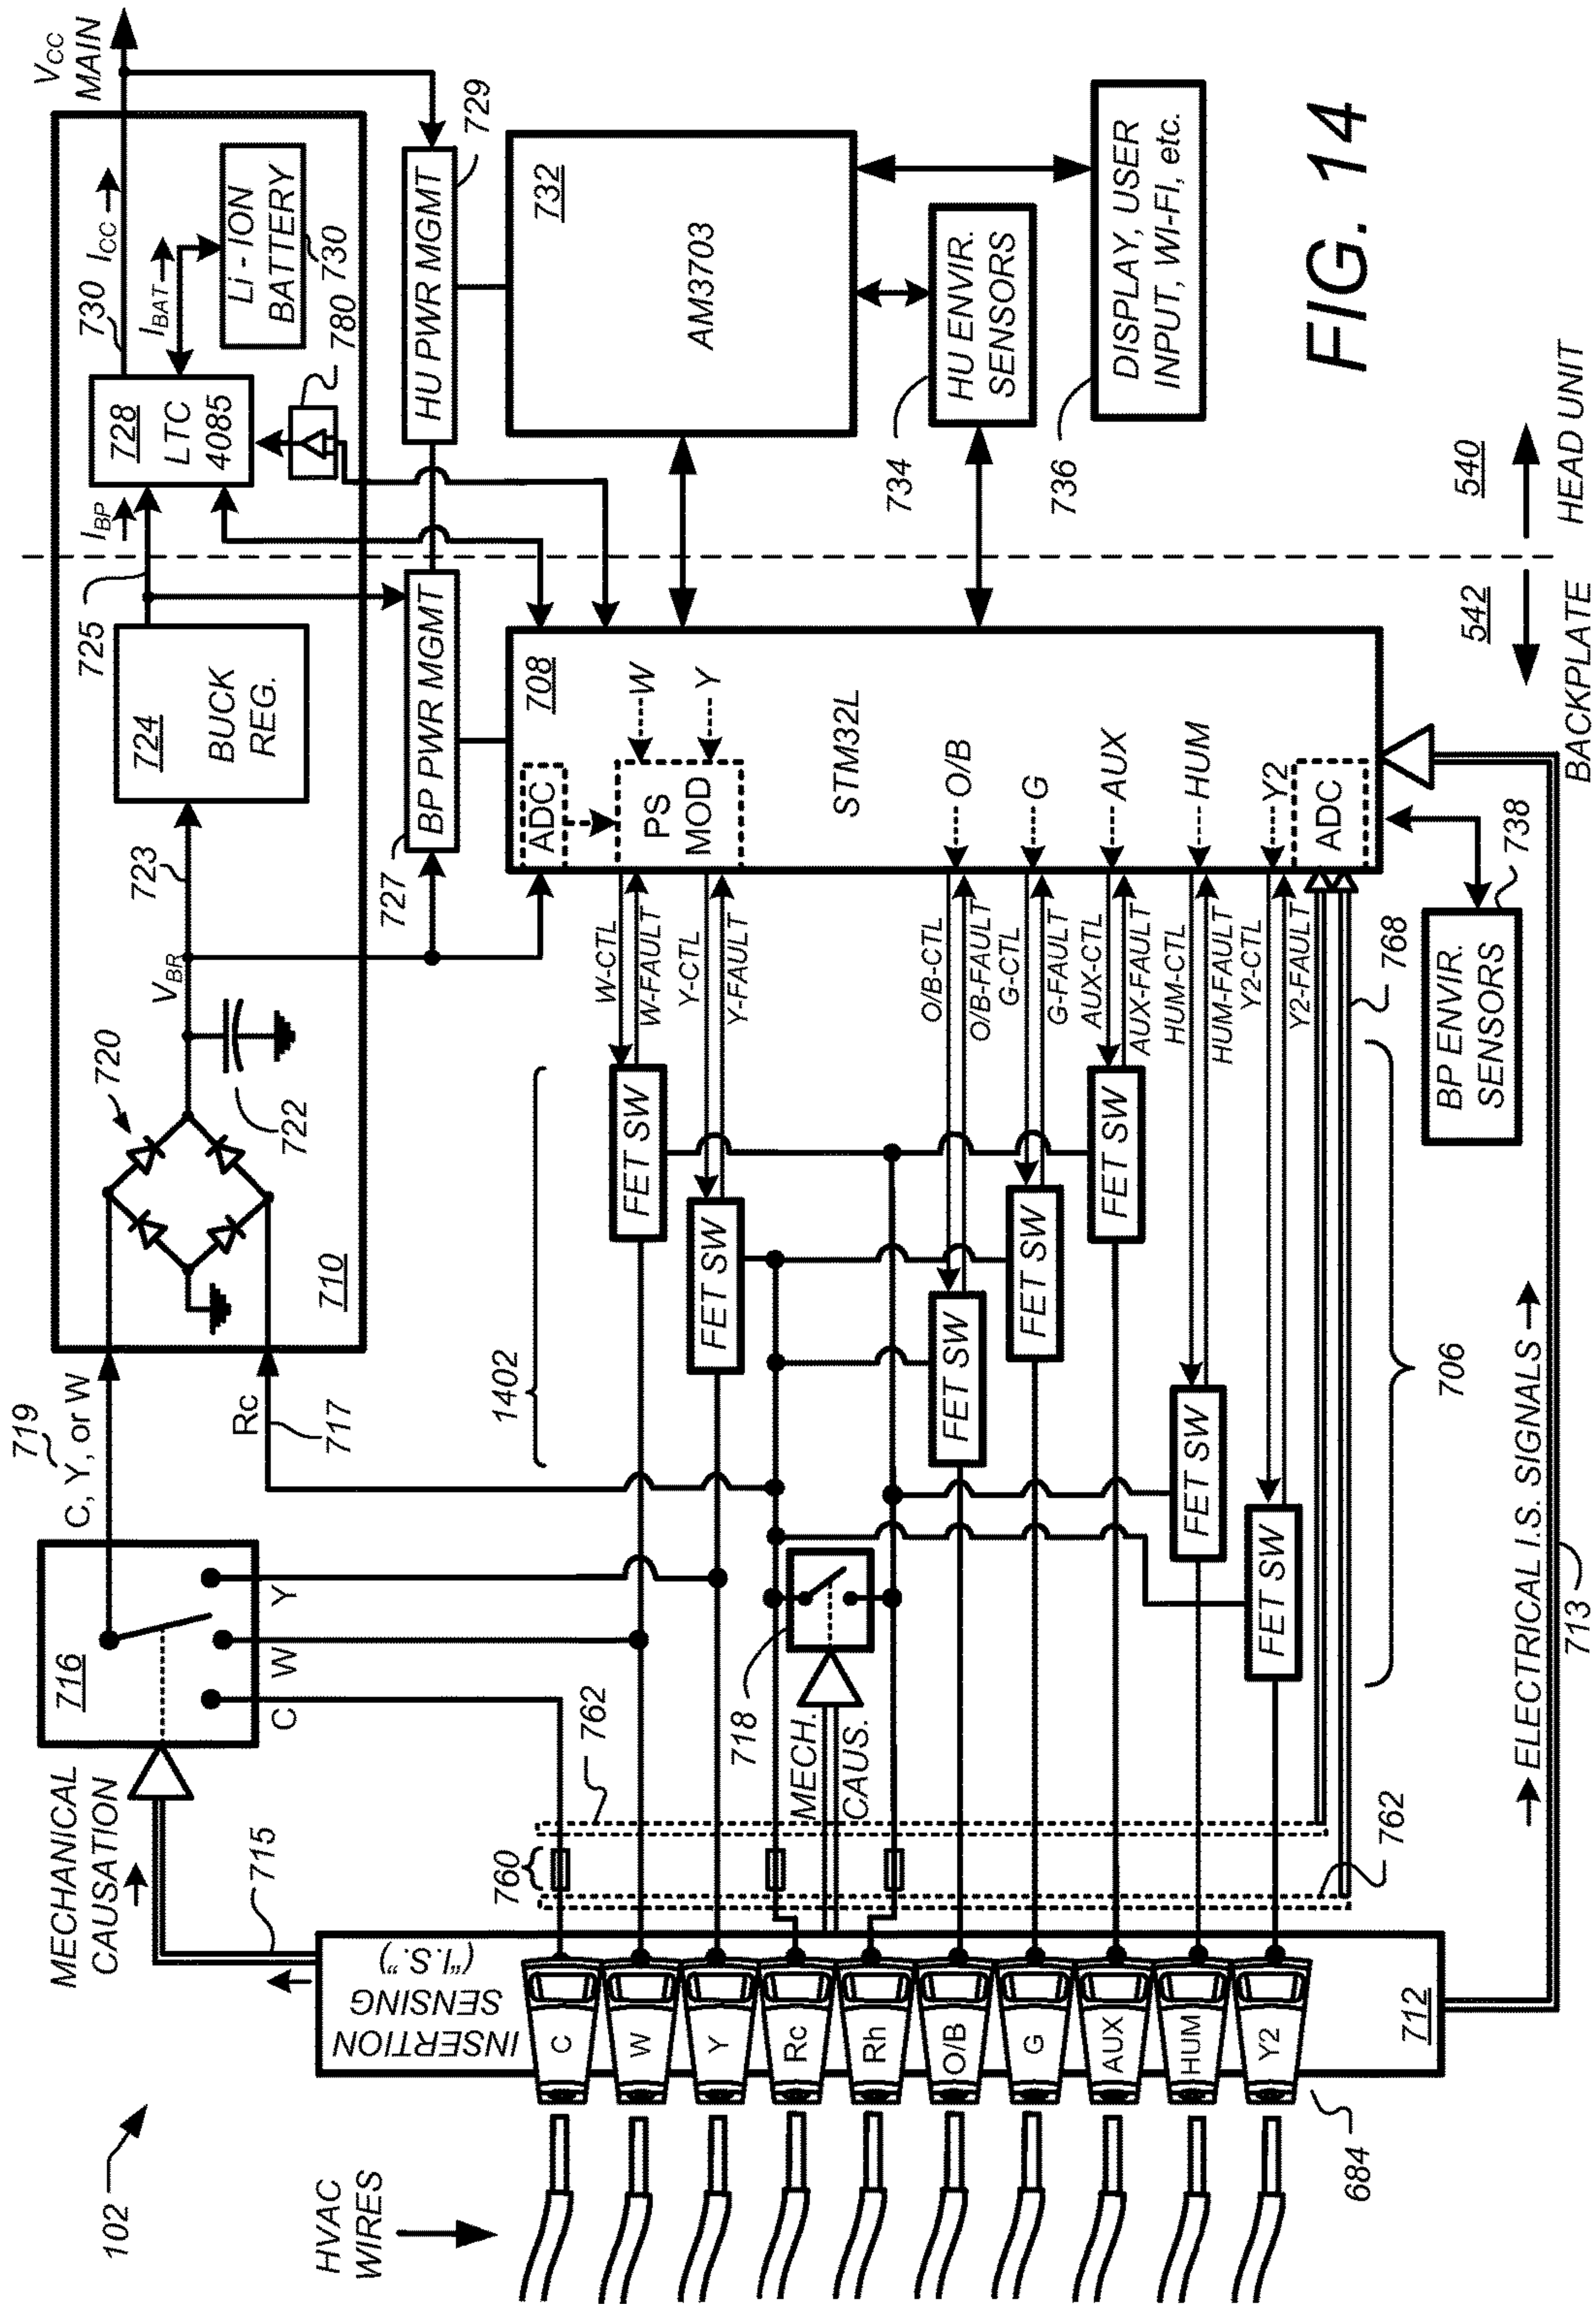 102
HVAC
WIRES
MECHANICAL
CAUSATION
715
716
C
W
Y
719
C, Y, or W
Rc
717
710
720
722
V_BR
723
724
BUCK
REG.
725
I_BP
728
LTC
4085
730
I_CC
I_BAT
Li - ION
BATTERY
730
780
V_CC
MAIN
727
BP PWR MGMT
HU PWR MGMT
729
INSERTION
SENSING
("I.S.")
C
W
Y
Rc
Rh
O/B
G
AUX
HUM
Y2
712
684
760
762
762
718
MECH.
CAUS.
1402
FET SW
FET SW
FET SW
FET SW
FET SW
FET SW
FET SW
706
W-CTL
W-FAULT
Y-CTL
Y-FAULT
O/B-CTL
O/B-FAULT
G-CTL
G-FAULT
AUX-CTL
AUX-FAULT
HUM-CTL
HUM-FAULT
Y2-CTL
Y2-FAULT
768
708
ADC
PS
MOD
W
Y
STM32L
O/B
G
AUX
HUM
Y2
ADC
732
AM3703
734
HU ENVIR.
SENSORS
736
DISPLAY, USER
INPUT, WI-FI, etc.
BP ENVIR.
SENSORS
738
ELECTRICAL I.S. SIGNALS
713
542
BACKPLATE
540
HEAD UNIT
FIG. 14